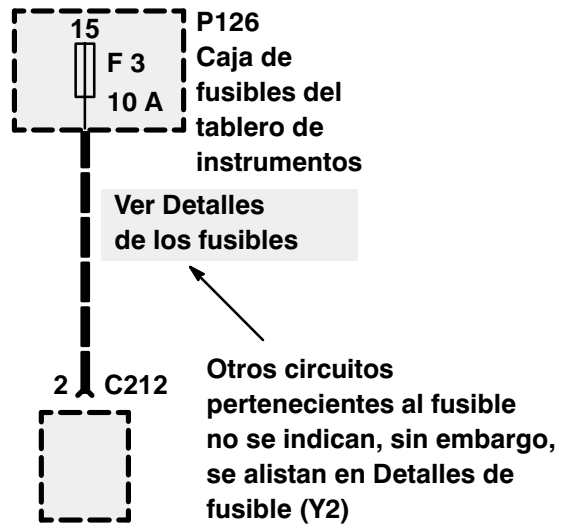 15
F 3
10 A
P126
Caja de
fusibles del
tablero de
instrumentos
Ver Detalles
de los fusibles
2
C212
Otros circuitos
pertenecientes al fusible
no se indican, sin embargo,
se alistan en Detalles de
fusible (Y2)